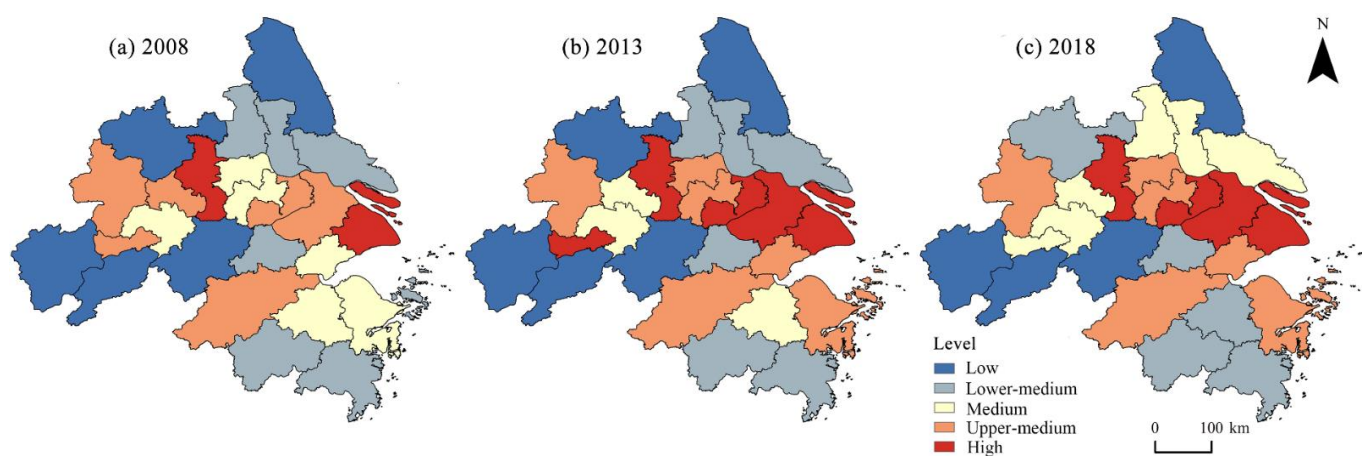 (a) 2008
(b) 2013
(c) 2018
N
Level
Low
Lower-medium
Medium
Upper-medium
High
0 100 km